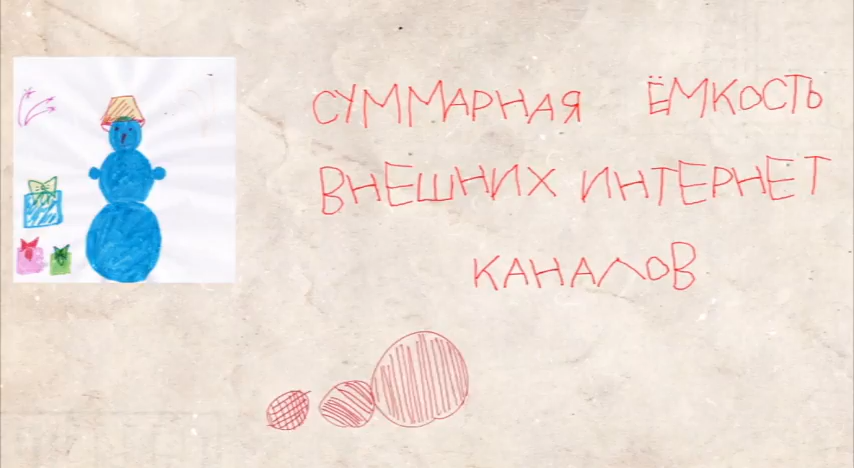 СУММАРНАЯ ЁМКОСТЬ
ВНЕШНИХ ИНТЕРНЕТ
КАНАЛОВ